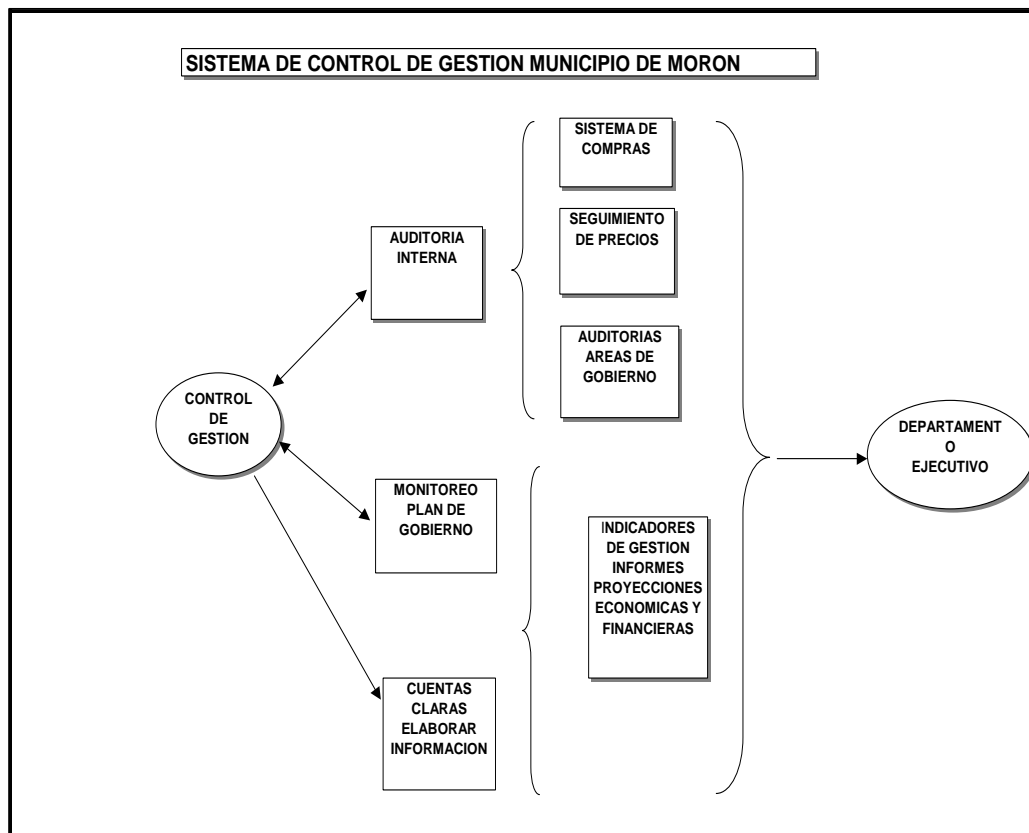 SISTEMA DE CONTROL DE GESTION MUNICIPIO DE MORON
SISTEMA DE
COMPRAS
SEGUIMIENTO
DE PRECIOS
AUDITORIA
INTERNA
AUDITORIAS
AREAS DE
GOBIERNO
CONTROL
DE
GESTION
DEPARTAMENT
O
EJECUTIVO
MONITOREO
PLAN DE
GOBIERNO
INDICADORES
DE GESTION
INFORMES
PROYECCIONES
ECONOMICAS Y
FINANCIERAS
CUENTAS
CLARAS
ELABORAR
INFORMACION